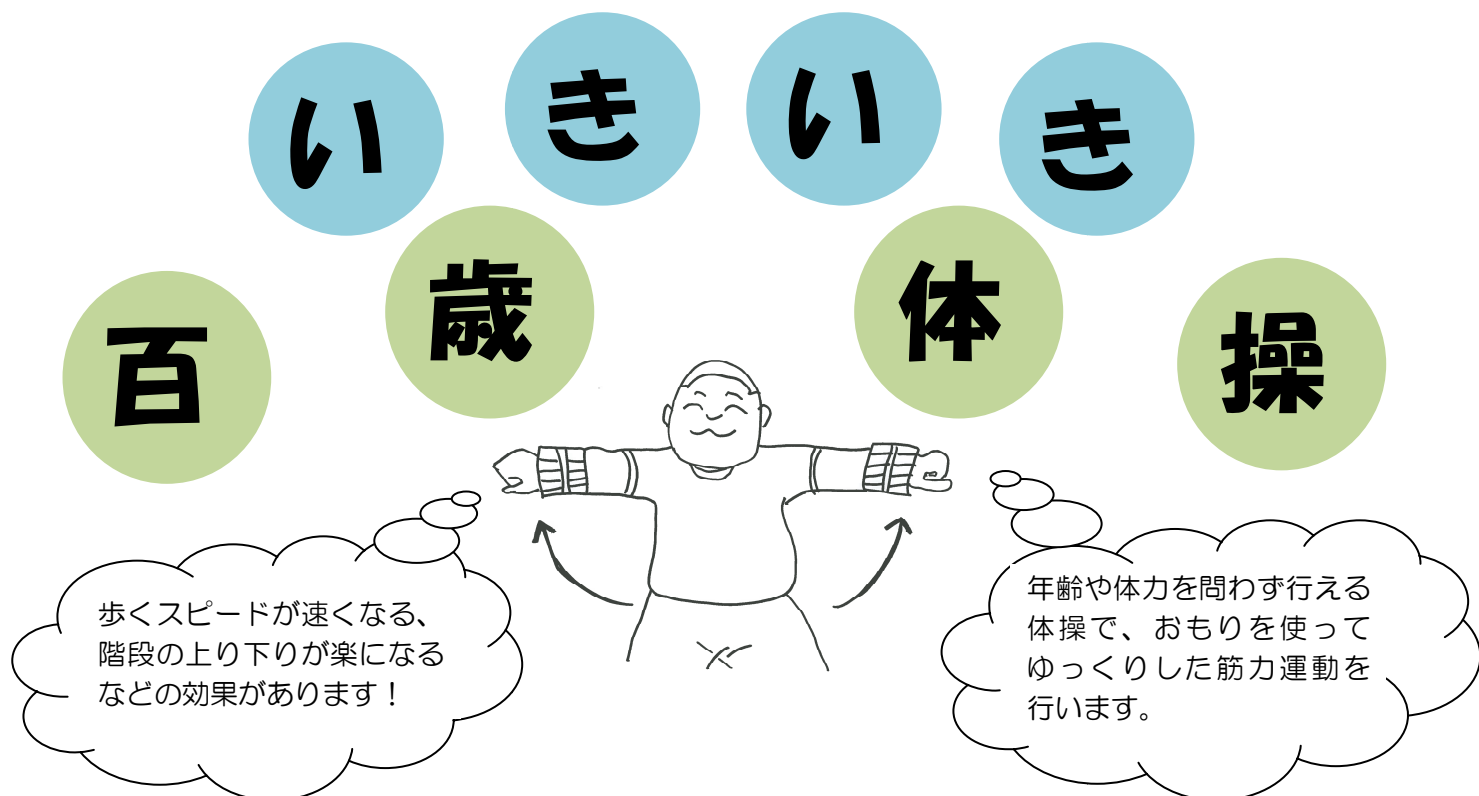 いきいき
百歳体操
歩くスピードが速くなる、
階段の上り下りが楽になる
などの効果があります！
年齢や体力を問わず行える
体操で、おもりを使って
ゆっくりした筋力運動を
行います。